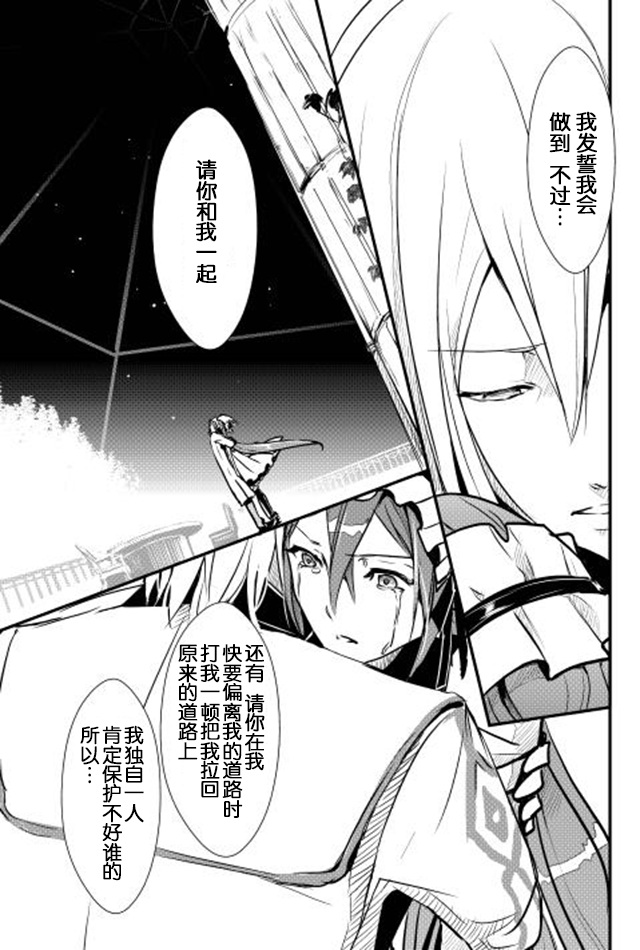 我发誓我会
做到 不过…
请你和我一起
还有 请你在我
快要偏离我的道路时
打我一顿把我拉回
原来的道路上
我独自一人
肯定保护不好谁的
所以…